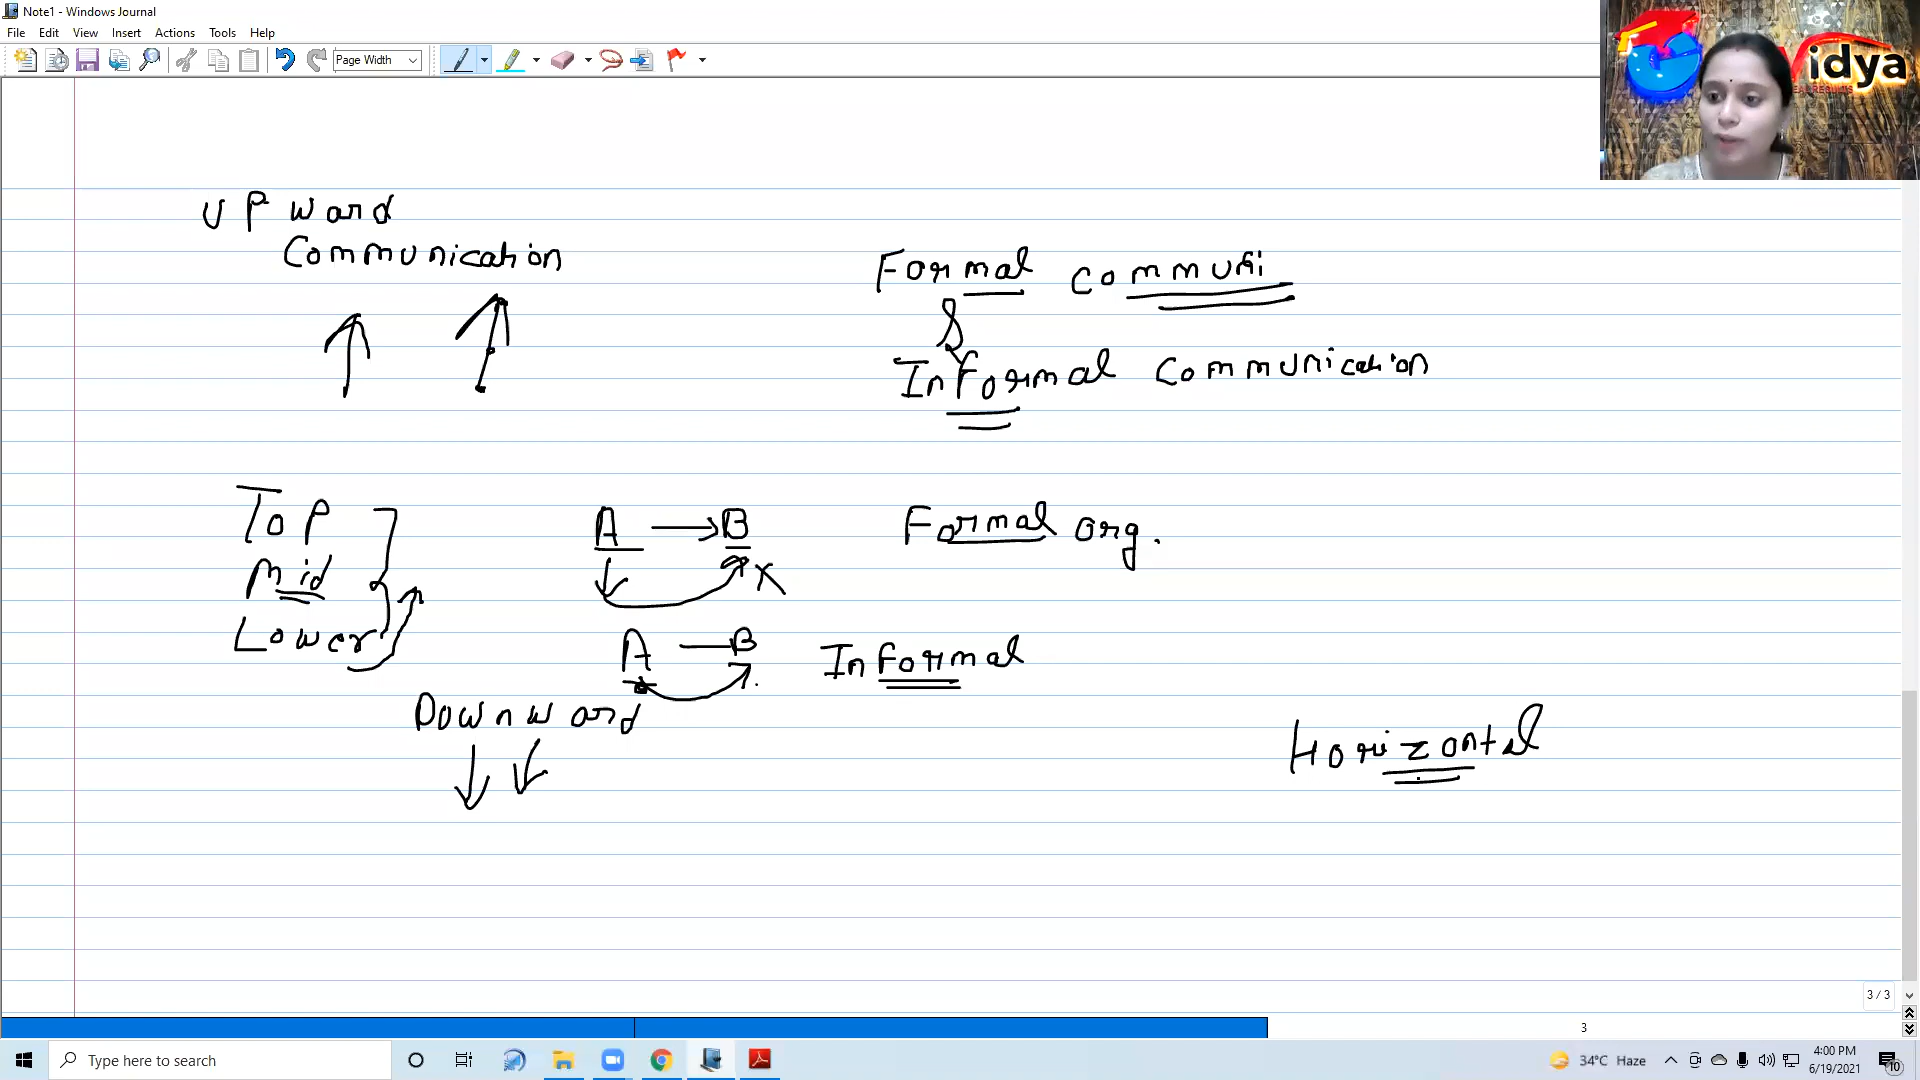 Note1 - Windows Journal
File Edit View Insert Actions Tools Help
Page Width
idya
UPward
Communication
Formal Communi
&
Informal Communication
Top
Mid
Lower
A → B
X
Formal org.
A B
Informal
Downward
Horizontal
3 / 3
3
Type here to search
34°C Haze
4:00 PM
6/19/2021
10